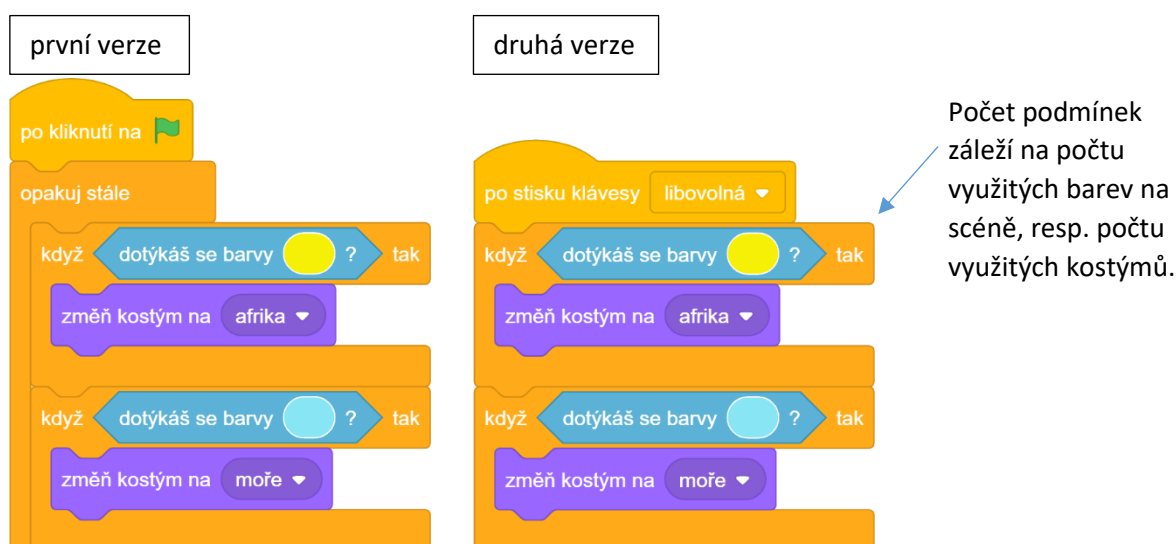 první verze
po kliknutí na
opakuj stále
když dotýkáš se barvy ? tak
změň kostým na afrika
když dotýkáš se barvy ? tak
změň kostým na moře
druhá verze
po stisku klávesy libovolná
když dotýkáš se barvy ? tak
změň kostým na afrika
když dotýkáš se barvy ? tak
změň kostým na moře
Počet podmínek
záleží na počtu
využitých barev na
scéně, resp. počtu
využitých kostýmů.